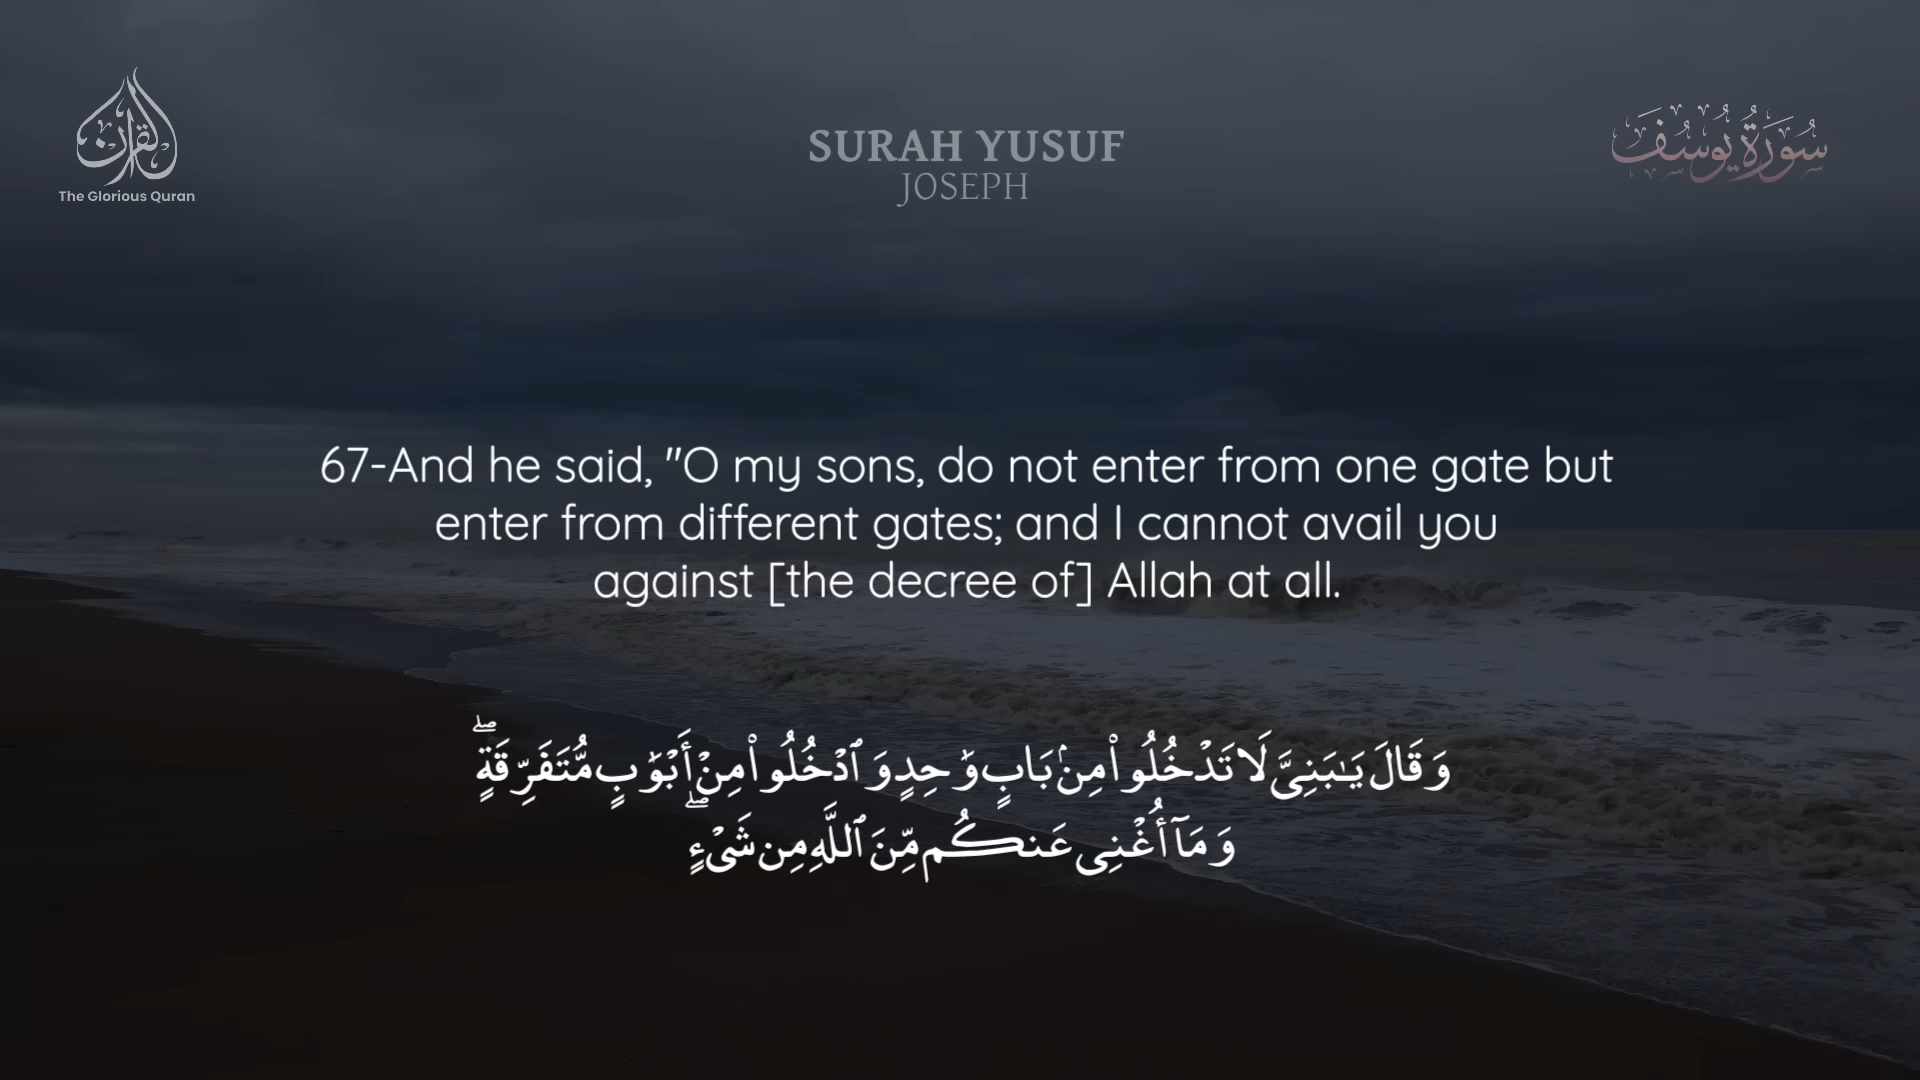 القرآن
The Glorious Quran
SURAH YUSUF
JOSEPH
سُورَةُ يُوسُفَ
67-And he said, "O my sons, do not enter from one gate but
enter from different gates; and I cannot avail you
against [the decree of] Allah at all.
وَقَالَ يَـٰبَنِىَّ لَا تَدْخُلُوا۟ مِنۢ بَابٍ وَٰحِدٍ وَٱدْخُلُوا۟ مِنْ أَبْوَٰبٍ مُّتَفَرِّقَةٍ ۖ
وَمَآ أُغْنِى عَنكُم مِّنَ ٱللَّهِ مِن شَىْءٍ ۖ